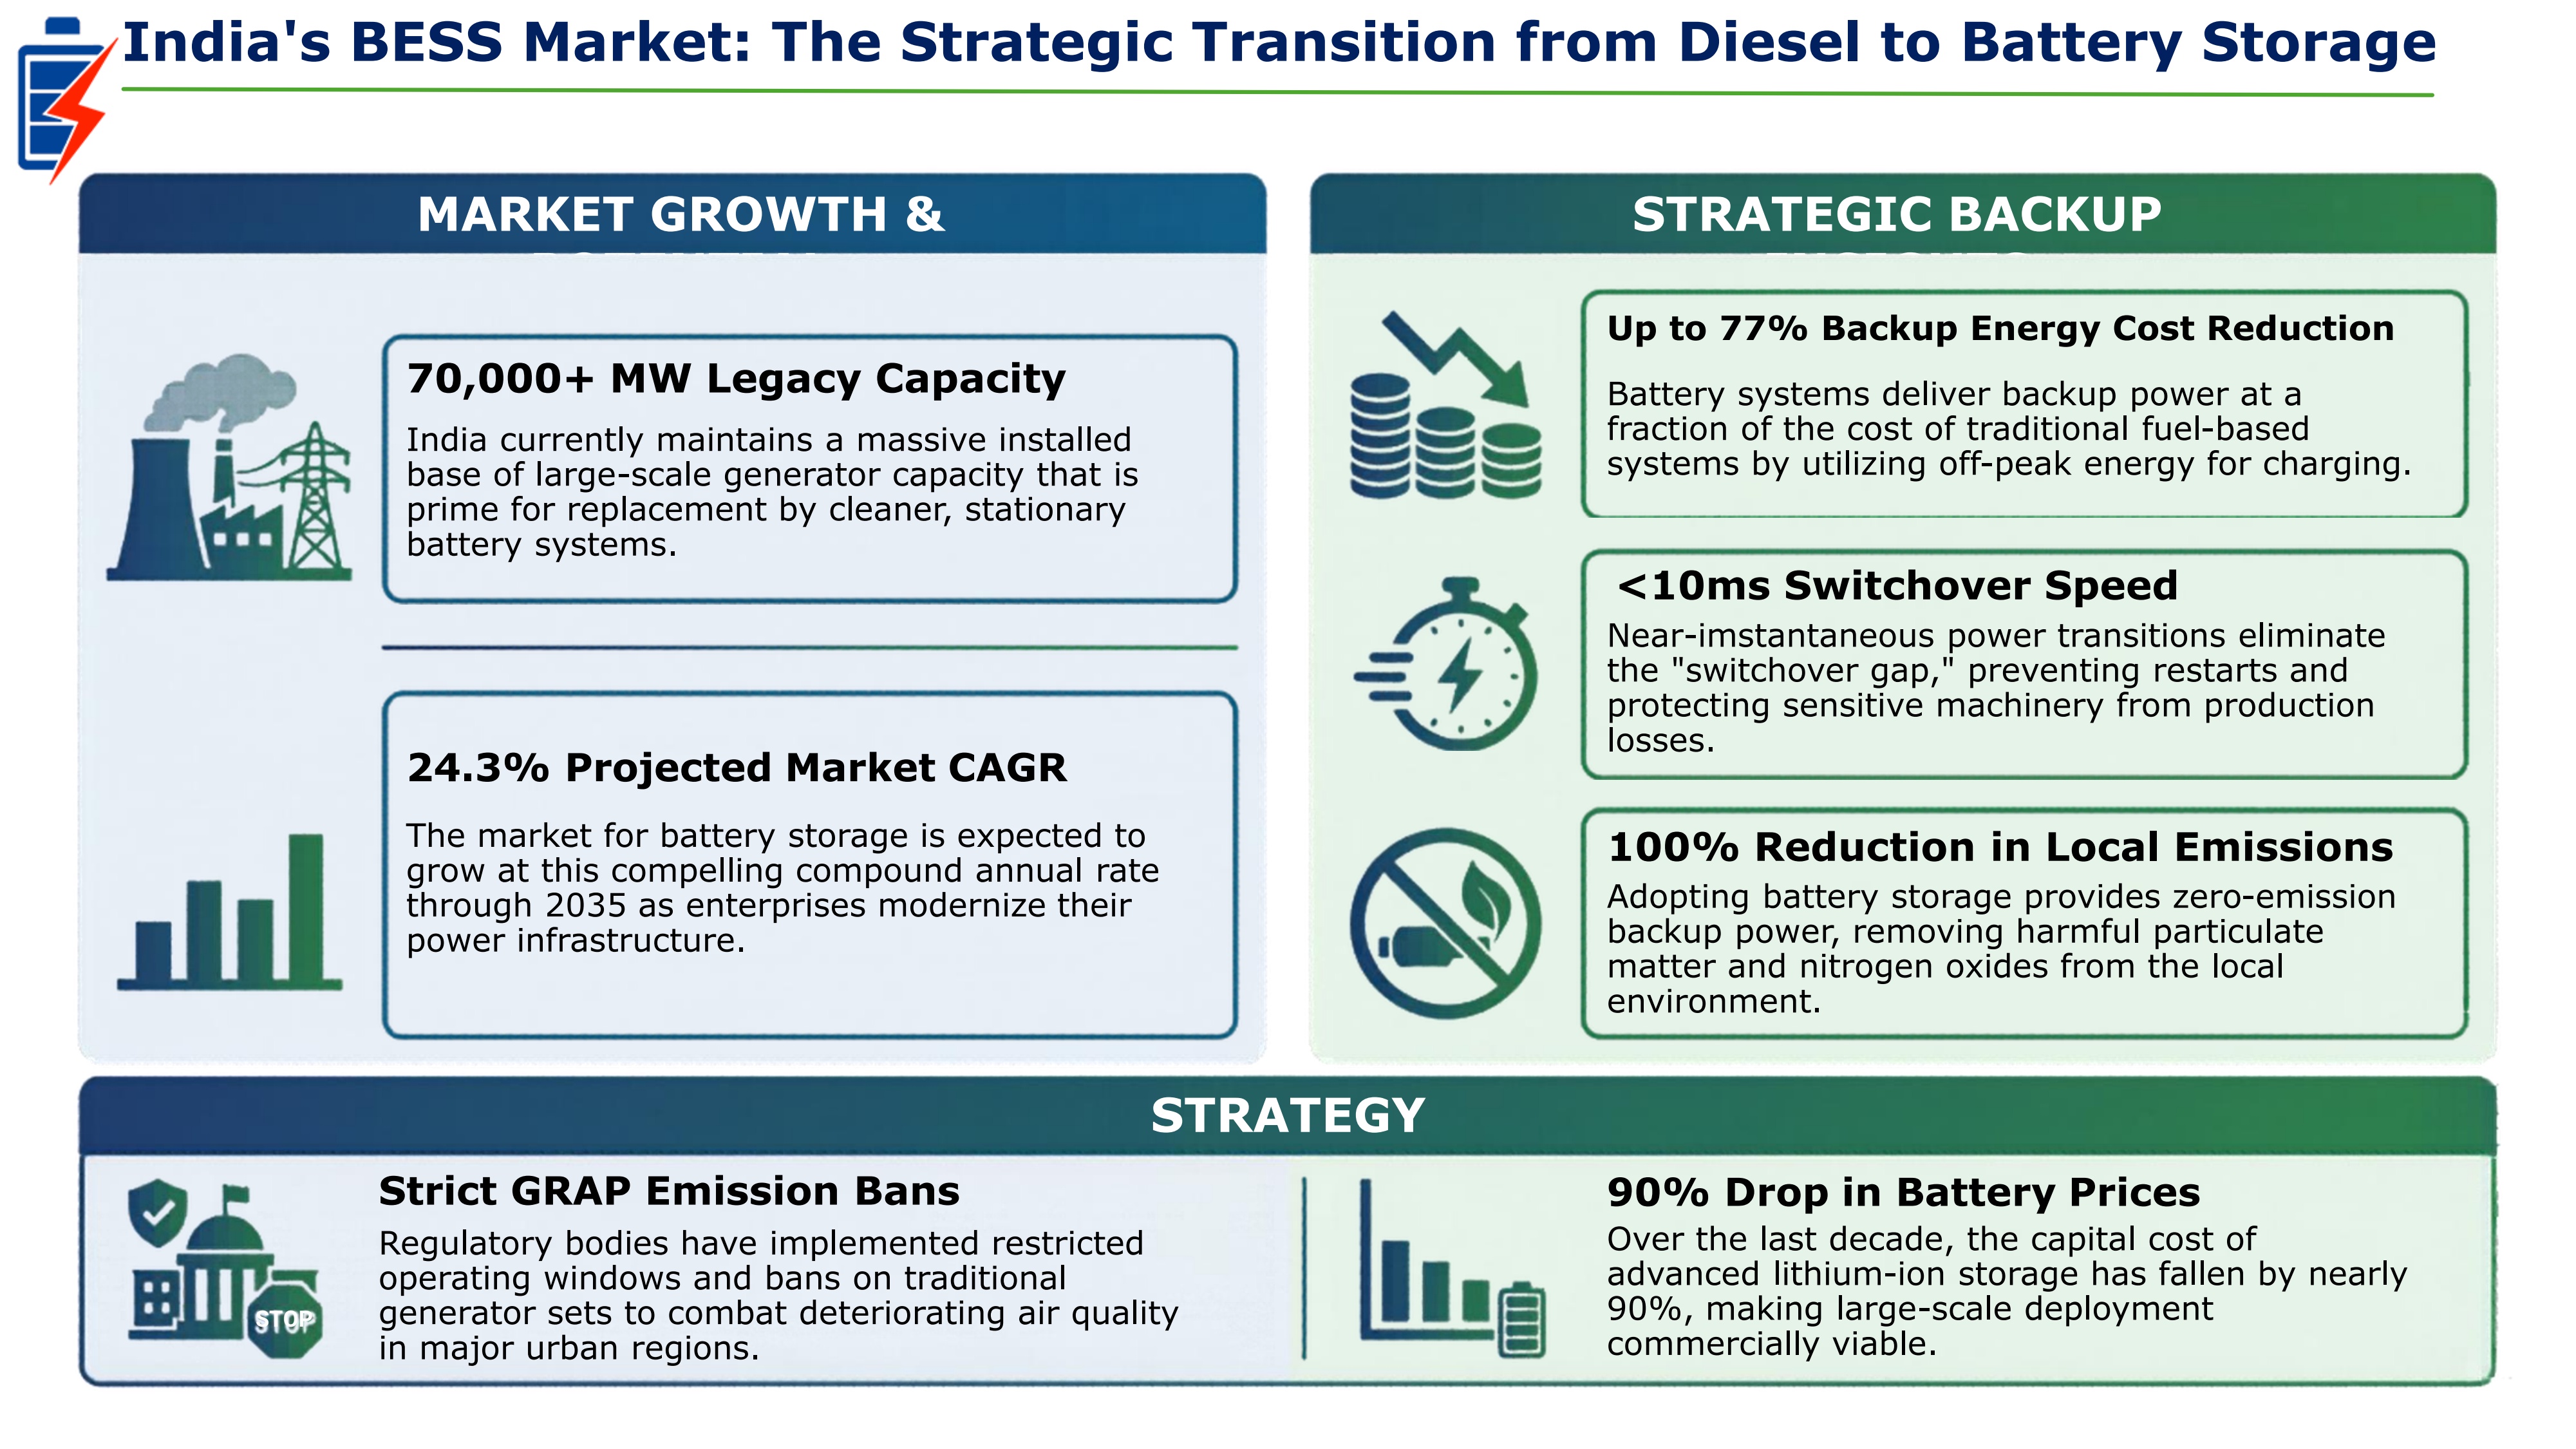 India's BESS Market: The Strategic Transition from Diesel to Battery Storage
MARKET GROWTH &
70,000+ MW Legacy Capacity
India currently maintains a massive installed
base of large-scale generator capacity that is
prime for replacement by cleaner, stationary
battery systems.
24.3% Projected Market CAGR
The market for battery storage is expected to
grow at this compelling compound annual rate
through 2035 as enterprises modernize their
power infrastructure.
STRATEGIC BACKUP
Up to 77% Backup Energy Cost Reduction
Battery systems deliver backup power at a
fraction of the cost of traditional fuel-based
systems by utilizing off-peak energy for charging.
<10ms Switchover Speed
Near-imstantaneous power transitions eliminate
the "switchover gap," preventing restarts and
protecting sensitive machinery from production
losses.
100% Reduction in Local Emissions
Adopting battery storage provides zero-emission
backup power, removing harmful particulate
matter and nitrogen oxides from the local
environment.
STRATEGY
Strict GRAP Emission Bans
Regulatory bodies have implemented restricted
operating windows and bans on traditional
generator sets to combat deteriorating air quality
in major urban regions.
STOP
90% Drop in Battery Prices
Over the last decade, the capital cost of
advanced lithium-ion storage has fallen by nearly
90%, making large-scale deployment
commercially viable.